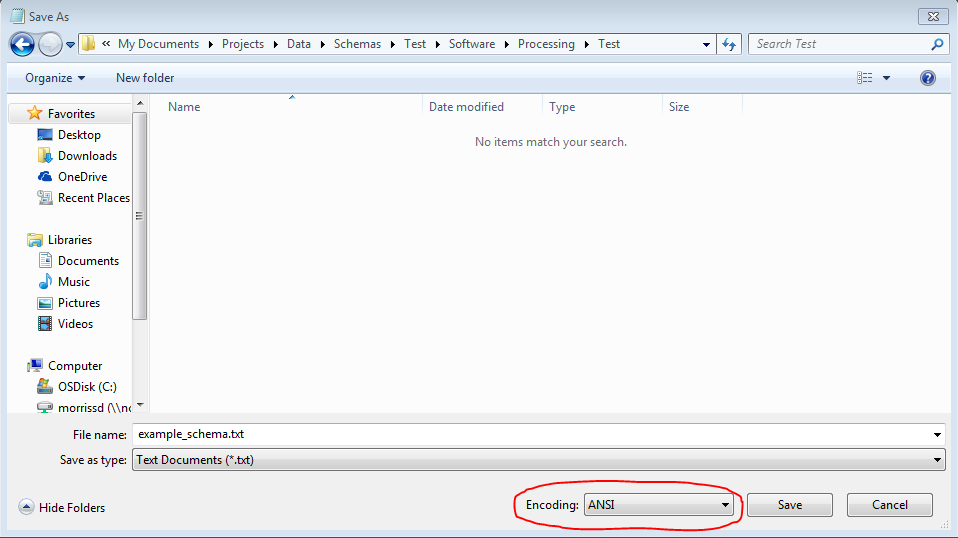 Save As
« My Documents Projects Data Schemas Test Software Processing Test Search Test
Organize New folder
Name Date modified Type Size
No items match your search.
Favorites
Desktop
Downloads
OneDrive
Recent Places
Libraries
Documents
Music
Pictures
Videos
Computer
OSDisk (C:)
morrissd (\\nc
File name: example_schema.txt
Save as type: Text Documents (*.txt)
Hide Folders Encoding: ANSI Save Cancel